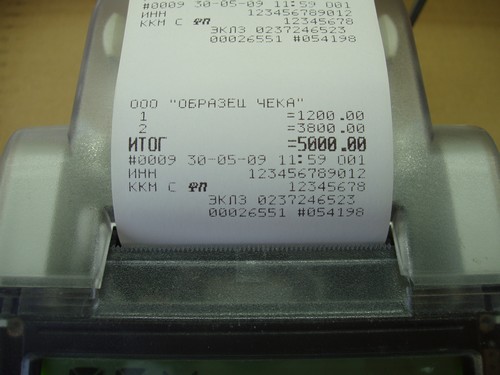 #0009 30-05-09 11:59 001
ИНН 123456789012
ККМ С ФП 12345678
ЭКЛЗ 0237246523
00026551 #054198
ООО "ОБРАЗЕЦ ЧЕКА"
1 =1200.00
2 =3800.00
ИТОГ =5000.00
#0009 30-05-09 11:59 001
ИНН 123456789012
ККМ С ФП 12345678
ЭКЛЗ 0237246523
00026551 #054198